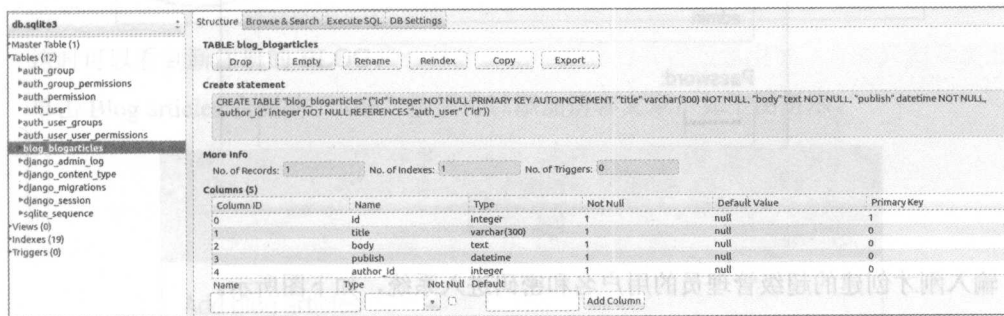 db.sqlite3
Master Table (1)
Tables (12)
auth_group
auth_group_permissions
auth_permission
auth_user
auth_user_groups
auth_user_user_permissions
blog_blogarticles
django_admin_log
django_content_type
django_migrations
django_session
sqlite_sequence
Views (0)
Indexes (19)
Triggers (0)
Structure Browse & Search Execute SQL DB Settings
TABLE: blog_blogarticles
Drop Empty Rename Reindex Copy Export
Create statement
CREATE TABLE "blog_blogarticles" ("id" integer NOT NULL PRIMARY KEY AUTOINCREMENT, "title" varchar(300) NOT NULL, "body" text NOT NULL, "publish" datetime NOT NULL,
"author_id" integer NOT NULL REFERENCES "auth_user" ("id"))
More Info
No. of Records: 1 No. of Indexes: 1 No. of Triggers: 0
Columns (5)
Column ID Name Type Not Null Default Value Primary Key
0 id integer 1 null 1
1 title varchar(300) 1 null 0
2 body text 1 null 0
3 publish datetime 1 null 0
4 author_id integer 1 null 0
Name Type Not Null Default
Add Column